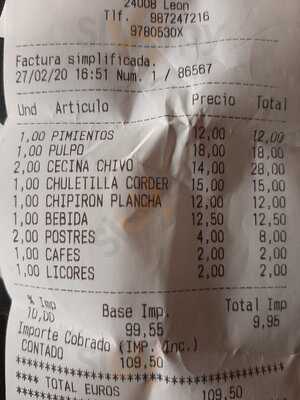 24008 Leon
Tlf. 987247216
9780530X
Factura simplificada.
27/02/20 16:51 Num. 1 / 86567
Und Articulo Precio Total
1,00 PIMIENTOS 12,00 12,00
1,00 PULPO 18,00 18,00
2,00 CECINA CHIVO 14,00 28,00
1,00 CHULETILLA CORDER 15,00 15,00
1,00 CHIPIRON PLANCHA 12,00 12,00
1,00 BEBIDA 12,50 12,50
2,00 POSTRES 4,00 8,00
1,00 CAFES 2,00 2,00
1,00 LICORES 2,00 2,00
% Imp Base Imp. Total Imp
10,00 99,55 9,95
Importe Cobrado (IMP. Inc.)
CONTADO 109,50
**** TOTAL EUROS 109,50